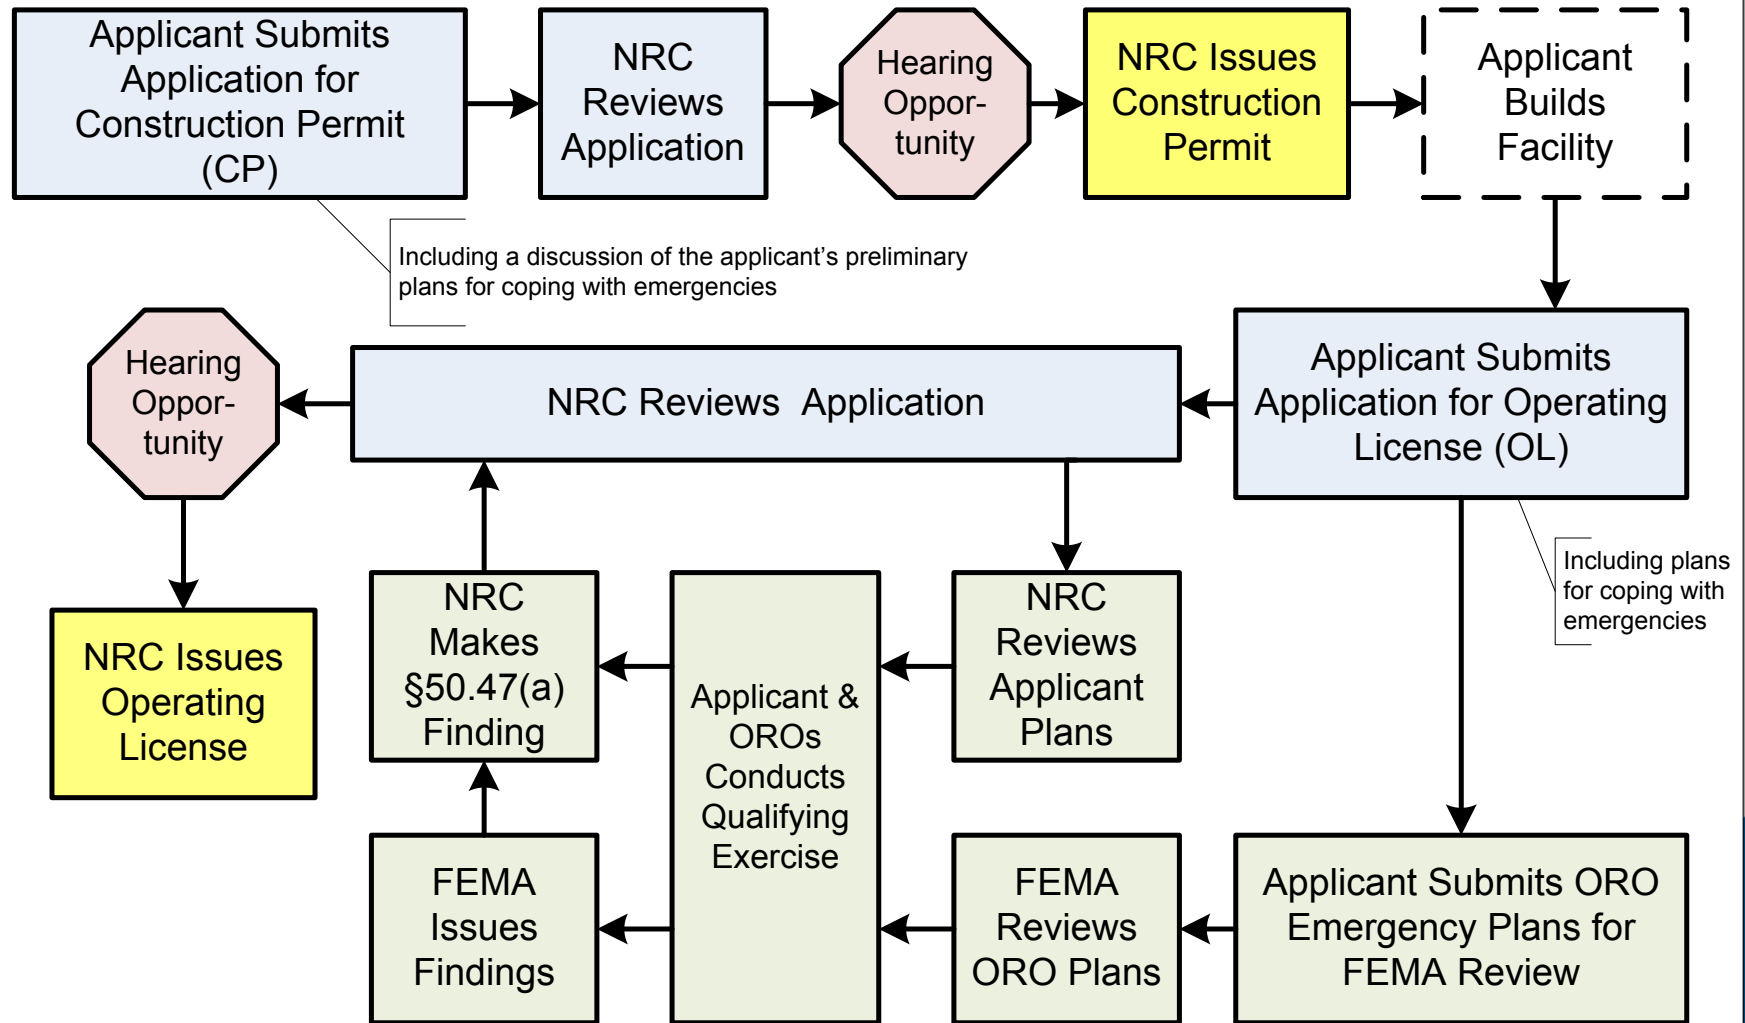 Applicant Submits
Application for
Construction Permit
(CP)
NRC
Reviews
Application
Hearing
Oppor-
tunity
NRC Issues
Construction
Permit
Applicant
Builds
Facility
Including a discussion of the applicant’s preliminary
plans for coping with emergencies
Hearing
Oppor-
tunity
NRC Reviews  Application
Applicant Submits
Application for Operating
License (OL)
Including plans
for coping with
emergencies
NRC Issues
Operating
License
NRC
Makes
§50.47(a)
Finding
Applicant &
OROs
Conducts
Qualifying
Exercise
NRC
Reviews
Applicant
Plans
FEMA
Issues
Findings
FEMA
Reviews
ORO Plans
Applicant Submits ORO
Emergency Plans for
FEMA Review